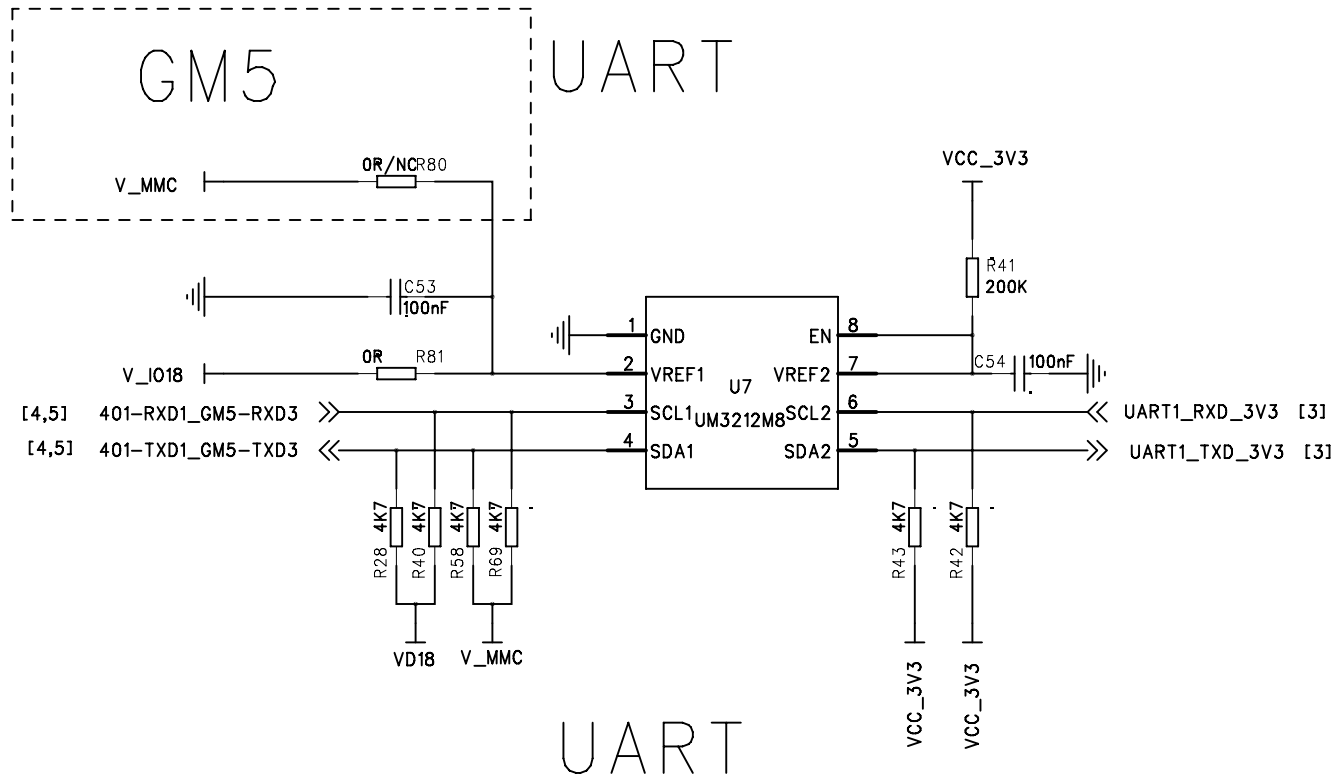 GM5 UART
0R/NC R80
V_MMC
VCC_3V3
C53
100nF
R41
200K
1 GND EN 8
0R R81
V_IO18
2 VREF1 VREF2 7
C54 100nF
U7
UM3212M8
[4,5] 401-RXD1_GM5-RXD3
3 SCL1 SCL2 6
UART1_RXD_3V3 [3]
[4,5] 401-TXD1_GM5-TXD3
4 SDA1 SDA2 5
UART1_TXD_3V3 [3]
R28 4K7
R40 4K7
R58 4K7
R69 4K7
R43 4K7
R42 4K7
VD18 V_MMC
VCC_3V3
VCC_3V3
UART